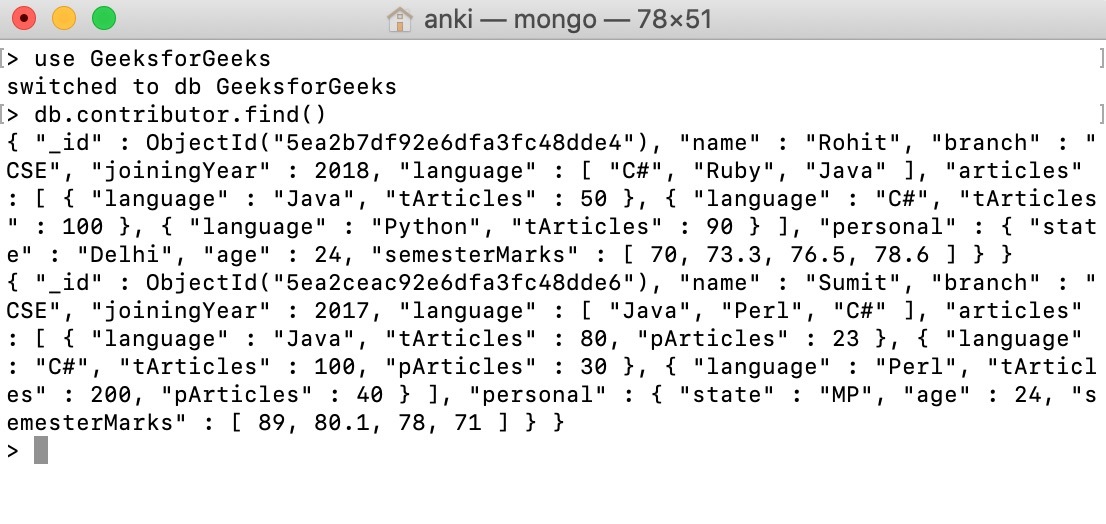 anki — mongo — 78×51
[> use GeeksforGeeks ]
switched to db GeeksforGeeks
[> db.contributor.find() ]
{ "_id" : ObjectId("5ea2b7df92e6dfa3fc48dde4"), "name" : "Rohit", "branch" : "
CSE", "joiningYear" : 2018, "language" : [ "C#", "Ruby", "Java" ], "articles"
: [ { "language" : "Java", "tArticles" : 50 }, { "language" : "C#", "tArticles
" : 100 }, { "language" : "Python", "tArticles" : 90 } ], "personal" : { "stat
e" : "Delhi", "age" : 24, "semesterMarks" : [ 70, 73.3, 76.5, 78.6 ] } }
{ "_id" : ObjectId("5ea2ceac92e6dfa3fc48dde6"), "name" : "Sumit", "branch" : "
CSE", "joiningYear" : 2017, "language" : [ "Java", "Perl", "C#" ], "articles"
: [ { "language" : "Java", "tArticles" : 80, "pArticles" : 23 }, { "language"
: "C#", "tArticles" : 100, "pArticles" : 30 }, { "language" : "Perl", "tArticl
es" : 200, "pArticles" : 40 } ], "personal" : { "state" : "MP", "age" : 24, "s
emesterMarks" : [ 89, 80.1, 78, 71 ] } }
>